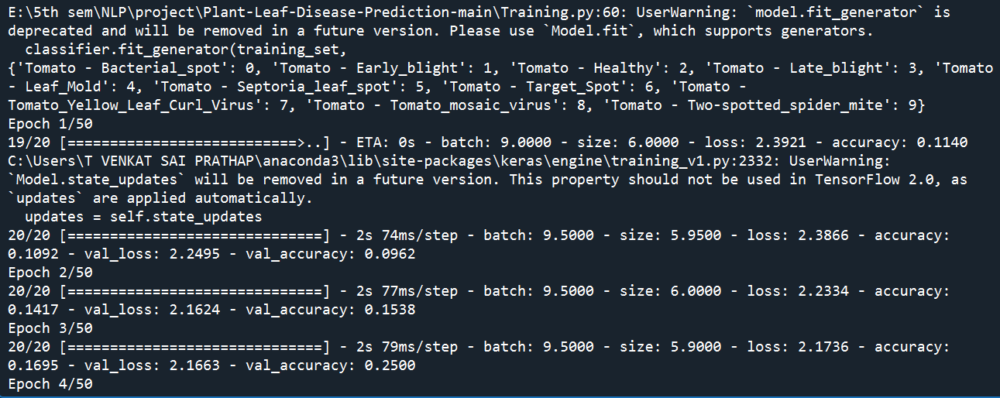 E:\5th sem\NLP\project\Plant-Leaf-Disease-Prediction-main\Training.py:60: UserWarning: `model.fit_generator` is
deprecated and will be removed in a future version. Please use `Model.fit`, which supports generators.
  classifier.fit_generator(training_set,
{'Tomato - Bacterial_spot': 0, 'Tomato - Early_blight': 1, 'Tomato - Healthy': 2, 'Tomato - Late_blight': 3, 'Tomato
- Leaf_Mold': 4, 'Tomato - Septoria_leaf_spot': 5, 'Tomato - Target_Spot': 6, 'Tomato -
Tomato_Yellow_Leaf_Curl_Virus': 7, 'Tomato - Tomato_mosaic_virus': 8, 'Tomato - Two-spotted_spider_mite': 9}
Epoch 1/50
19/20 [===========================>..] - ETA: 0s - batch: 9.0000 - size: 6.0000 - loss: 2.3921 - accuracy: 0.1140
C:\Users\T VENKAT SAI PRATHAP\anaconda3\lib\site-packages\keras\engine\training_v1.py:2332: UserWarning:
`Model.state_updates` will be removed in a future version. This property should not be used in TensorFlow 2.0, as
`updates` are applied automatically.
  updates = self.state_updates
20/20 [==============================] - 2s 74ms/step - batch: 9.5000 - size: 5.9500 - loss: 2.3866 - accuracy:
0.1092 - val_loss: 2.2495 - val_accuracy: 0.0962
Epoch 2/50
20/20 [==============================] - 2s 77ms/step - batch: 9.5000 - size: 6.0000 - loss: 2.2334 - accuracy:
0.1417 - val_loss: 2.1624 - val_accuracy: 0.1538
Epoch 3/50
20/20 [==============================] - 2s 79ms/step - batch: 9.5000 - size: 5.9000 - loss: 2.1736 - accuracy:
0.1695 - val_loss: 2.1663 - val_accuracy: 0.2500
Epoch 4/50